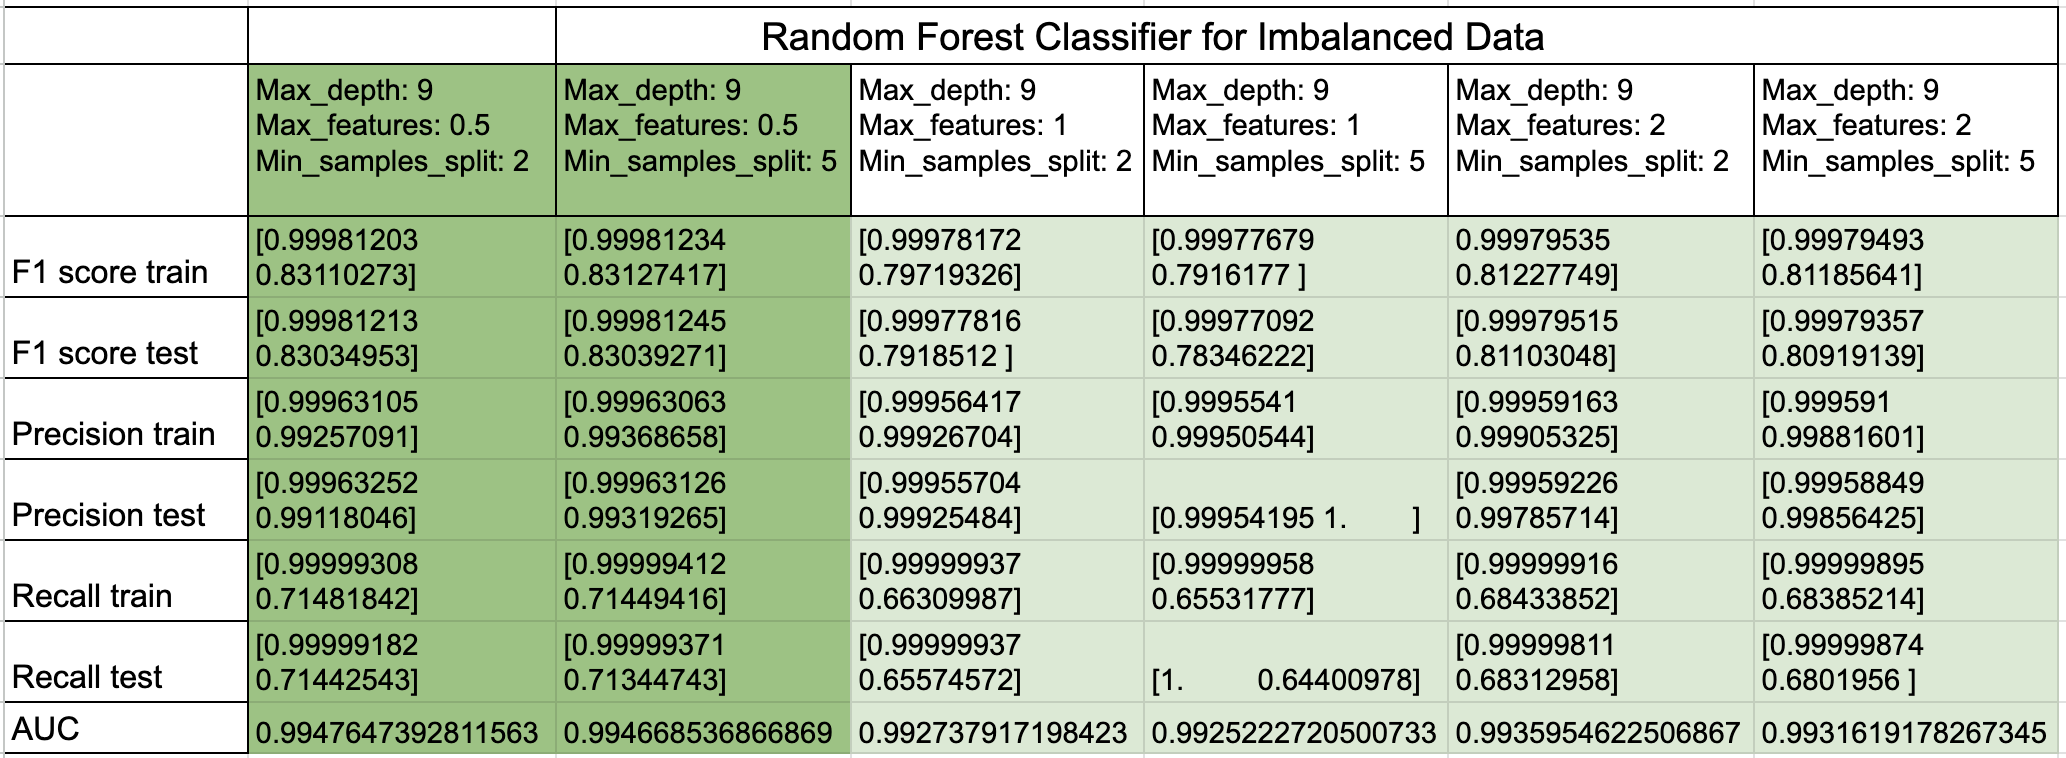 Random Forest Classifier for Imbalanced Data
Max_depth: 9
Max_features: 0.5
Min_samples_split: 2
Max_depth: 9
Max_features: 0.5
Min_samples_split: 5
Max_depth: 9
Max_features: 1
Min_samples_split: 2
Max_depth: 9
Max_features: 1
Min_samples_split: 5
Max_depth: 9
Max_features: 2
Min_samples_split: 2
Max_depth: 9
Max_features: 2
Min_samples_split: 5
F1 score train
[0.99981203
0.83110273]
[0.99981234
0.83127417]
[0.99978172
0.79719326]
[0.99977679
0.7916177 ]
0.99979535
0.81227749]
[0.99979493
0.81185641]
F1 score test
[0.99981213
0.83034953]
[0.99981245
0.83039271]
[0.99977816
0.7918512 ]
[0.99977092
0.78346222]
[0.99979515
0.81103048]
[0.99979357
0.80919139]
Precision train
[0.99963105
0.99257091]
[0.99963063
0.99368658]
[0.99956417
0.99926704]
[0.9995541
0.99950544]
[0.99959163
0.99905325]
[0.999591
0.99881601]
Precision test
[0.99963252
0.99118046]
[0.99963126
0.99319265]
[0.99955704
0.99925484]
[0.99954195 1.        ]
[0.99959226
0.99785714]
[0.99958849
0.99856425]
Recall train
[0.99999308
0.71481842]
[0.99999412
0.71449416]
[0.99999937
0.66309987]
[0.99999958
0.65531777]
[0.99999916
0.68433852]
[0.99999895
0.68385214]
Recall test
[0.99999182
0.71442543]
[0.99999371
0.71344743]
[0.99999937
0.65574572]
[1.         0.64400978]
[0.99999811
0.68312958]
[0.99999874
0.6801956 ]
AUC
0.9947647392811563
0.994668536866869
0.992737917198423
0.9925222720500733
0.9935954622506867
0.9931619178267345